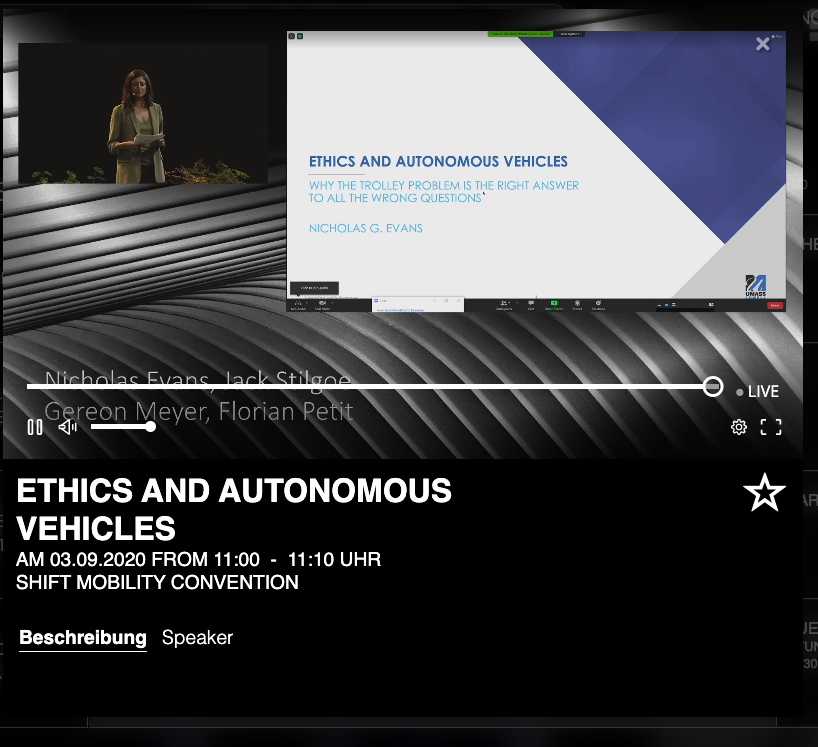 ETHICS AND AUTONOMOUS VEHICLES
WHY THE TROLLEY PROBLEM IS THE RIGHT ANSWER
TO ALL THE WRONG QUESTIONS
NICHOLAS G. EVANS
UMASS
Nicholas Evans, Jack Stilgoe
Gereon Meyer, Florian Petit
LIVE
ETHICS AND AUTONOMOUS
VEHICLES
AM 03.09.2020 FROM 11:00 - 11:10 UHR
SHIFT MOBILITY CONVENTION
Beschreibung Speaker